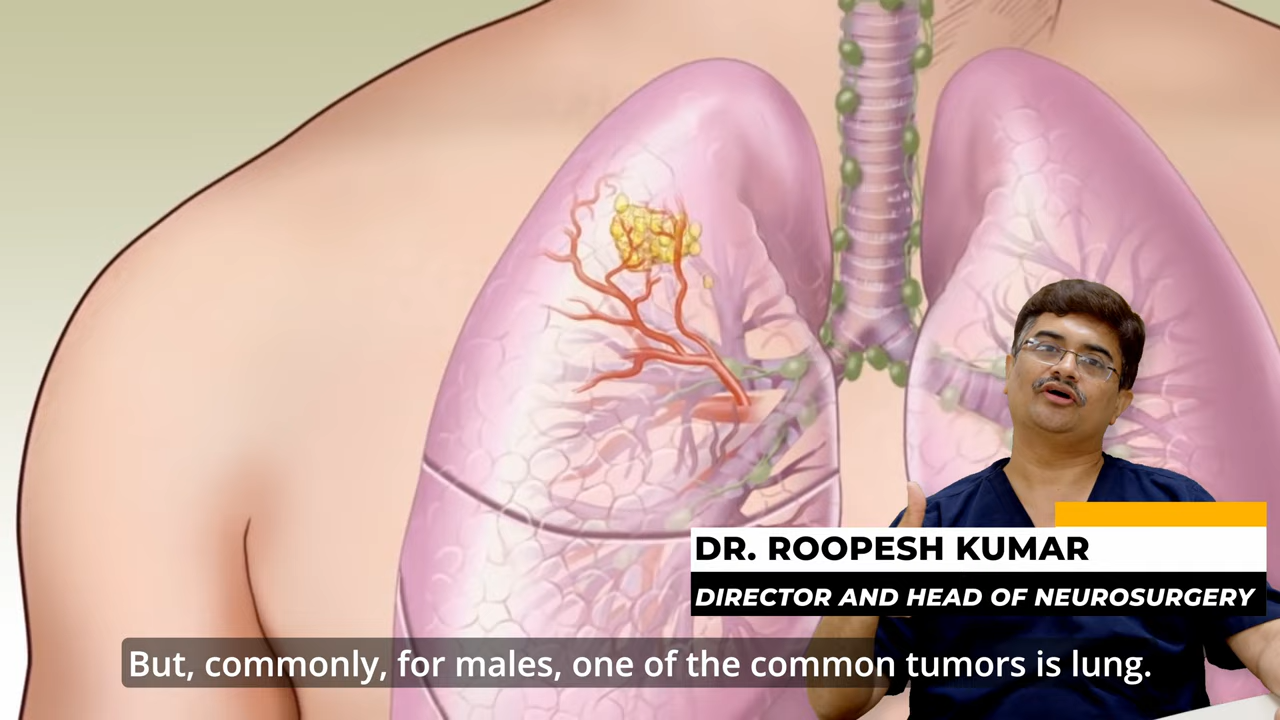 DR. ROOPESH KUMAR
DIRECTOR AND HEAD OF NEUROSURGERY
But, commonly, for males, one of the common tumors is lung.